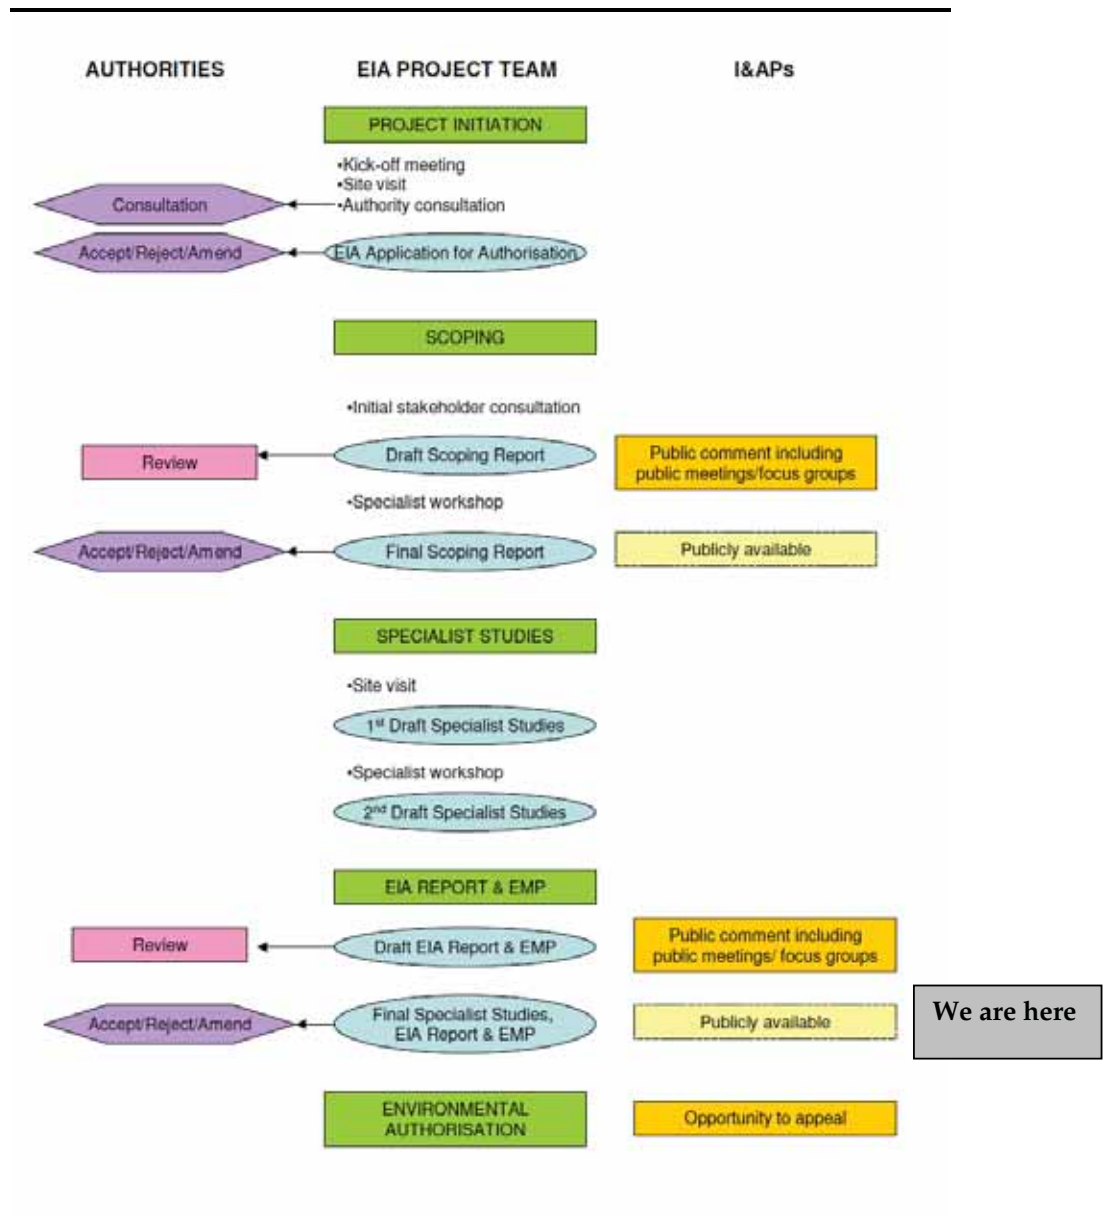 AUTHORITIES
EIA PROJECT TEAM
I&APs
PROJECT INITIATION
•Kick-off meeting
•Site visit
•Authority consultation
Consultation
Accept/Reject/Amend
EIA Application for Authorisation
SCOPING
•Initial stakeholder consultation
Review
Draft Scoping Report
Public comment including
public meetings/focus groups
•Specialist workshop
Accept/Reject/Amend
Final Scoping Report
Publicly available
SPECIALIST STUDIES
•Site visit
1st Draft Specialist Studies
•Specialist workshop
2nd Draft Specialist Studies
EIA REPORT & EMP
Review
Draft EIA Report & EMP
Public comment including
public meetings/ focus groups
Accept/Reject/Amend
Final Specialist Studies,
EIA Report & EMP
Publicly available
We are here
ENVIRONMENTAL
AUTHORISATION
Opportunity to appeal